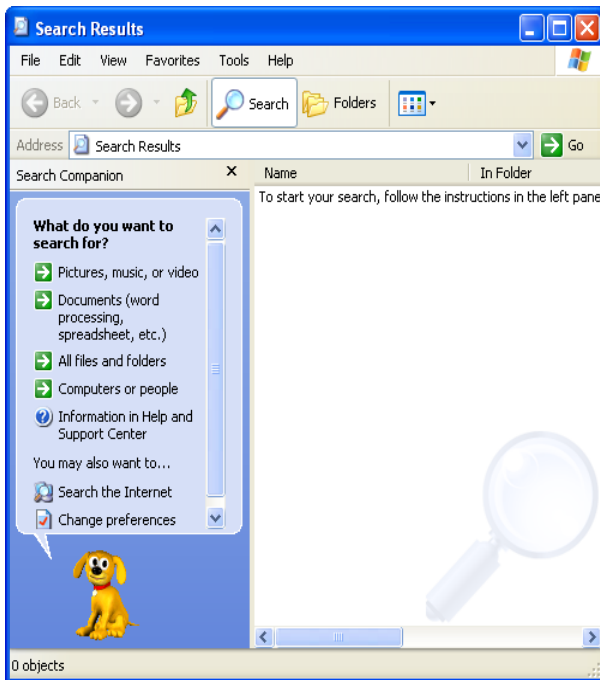 Search Results
File Edit View Favorites Tools Help
Back Search Folders
Address Search Results Go
Search Companion
Name In Folder
To start your search, follow the instructions in the left pane
What do you want to
search for?
Pictures, music, or video
Documents (word
processing,
spreadsheet, etc.)
All files and folders
Computers or people
Information in Help and
Support Center
You may also want to...
Search the Internet
Change preferences
0 objects